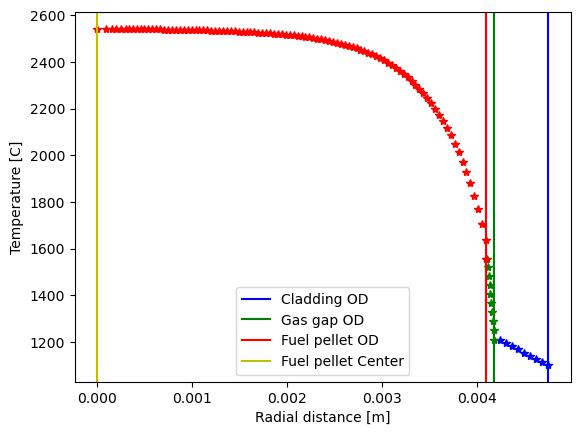 Temperature [C]
2600
2400
2200
2000
1800
1600
1400
1200
Cladding OD
Gas gap OD
Fuel pellet OD
Fuel pellet Center
0.000
0.001
0.002
0.003
0.004
Radial distance [m]